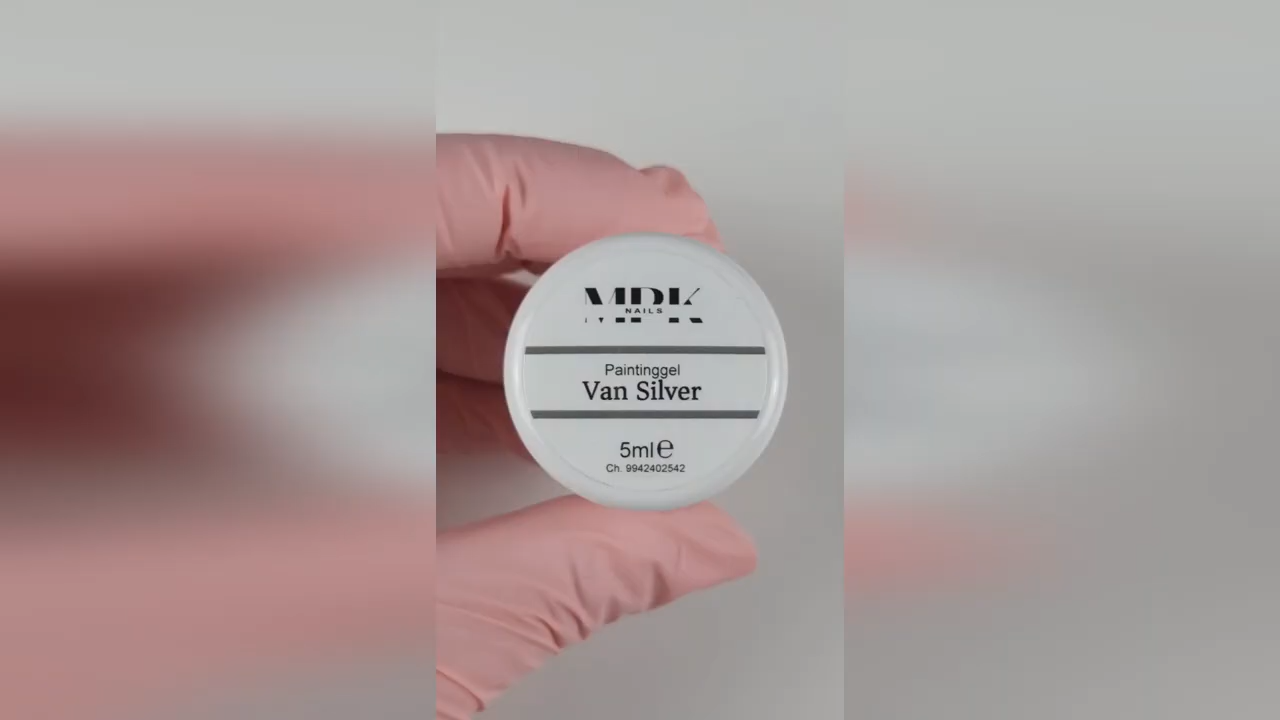 MPK
NAILS
Paintinggel
Van Silver
5ml℮
Ch. 9942402542